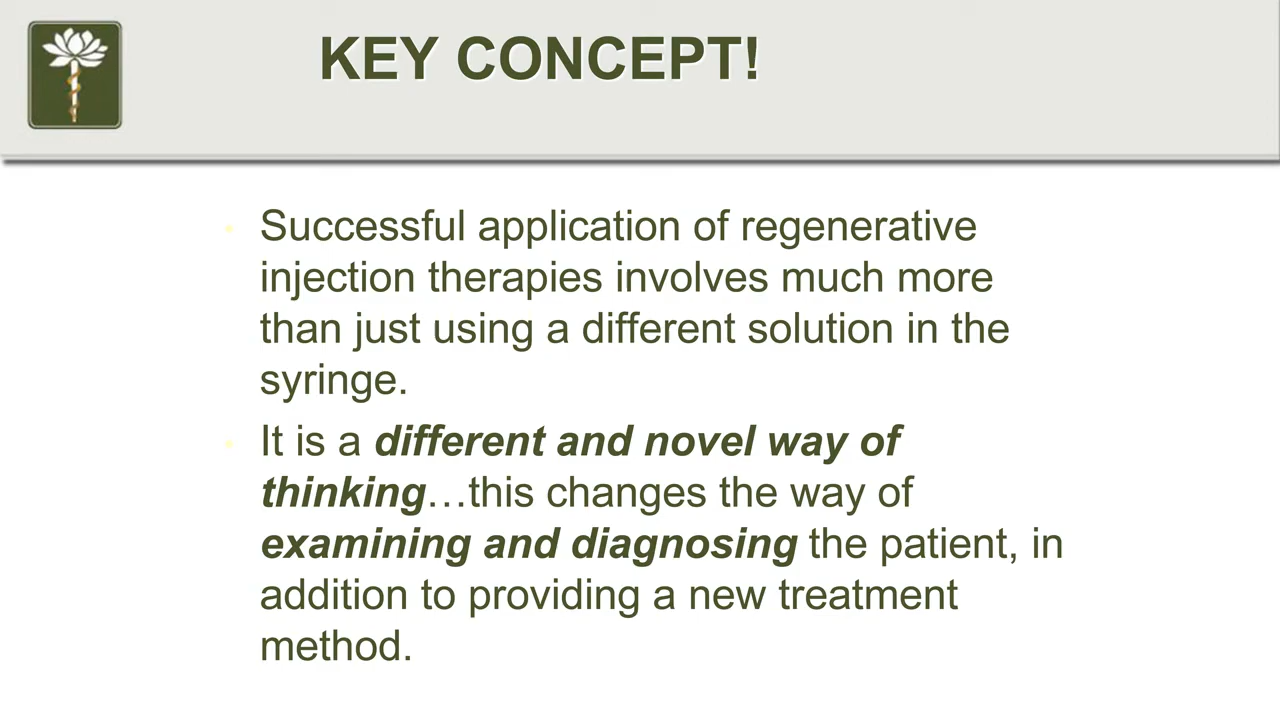 KEY CONCEPT!
Successful application of regenerative
injection therapies involves much more
than just using a different solution in the
syringe.
It is a different and novel way of
thinking…this changes the way of
examining and diagnosing the patient, in
addition to providing a new treatment
method.